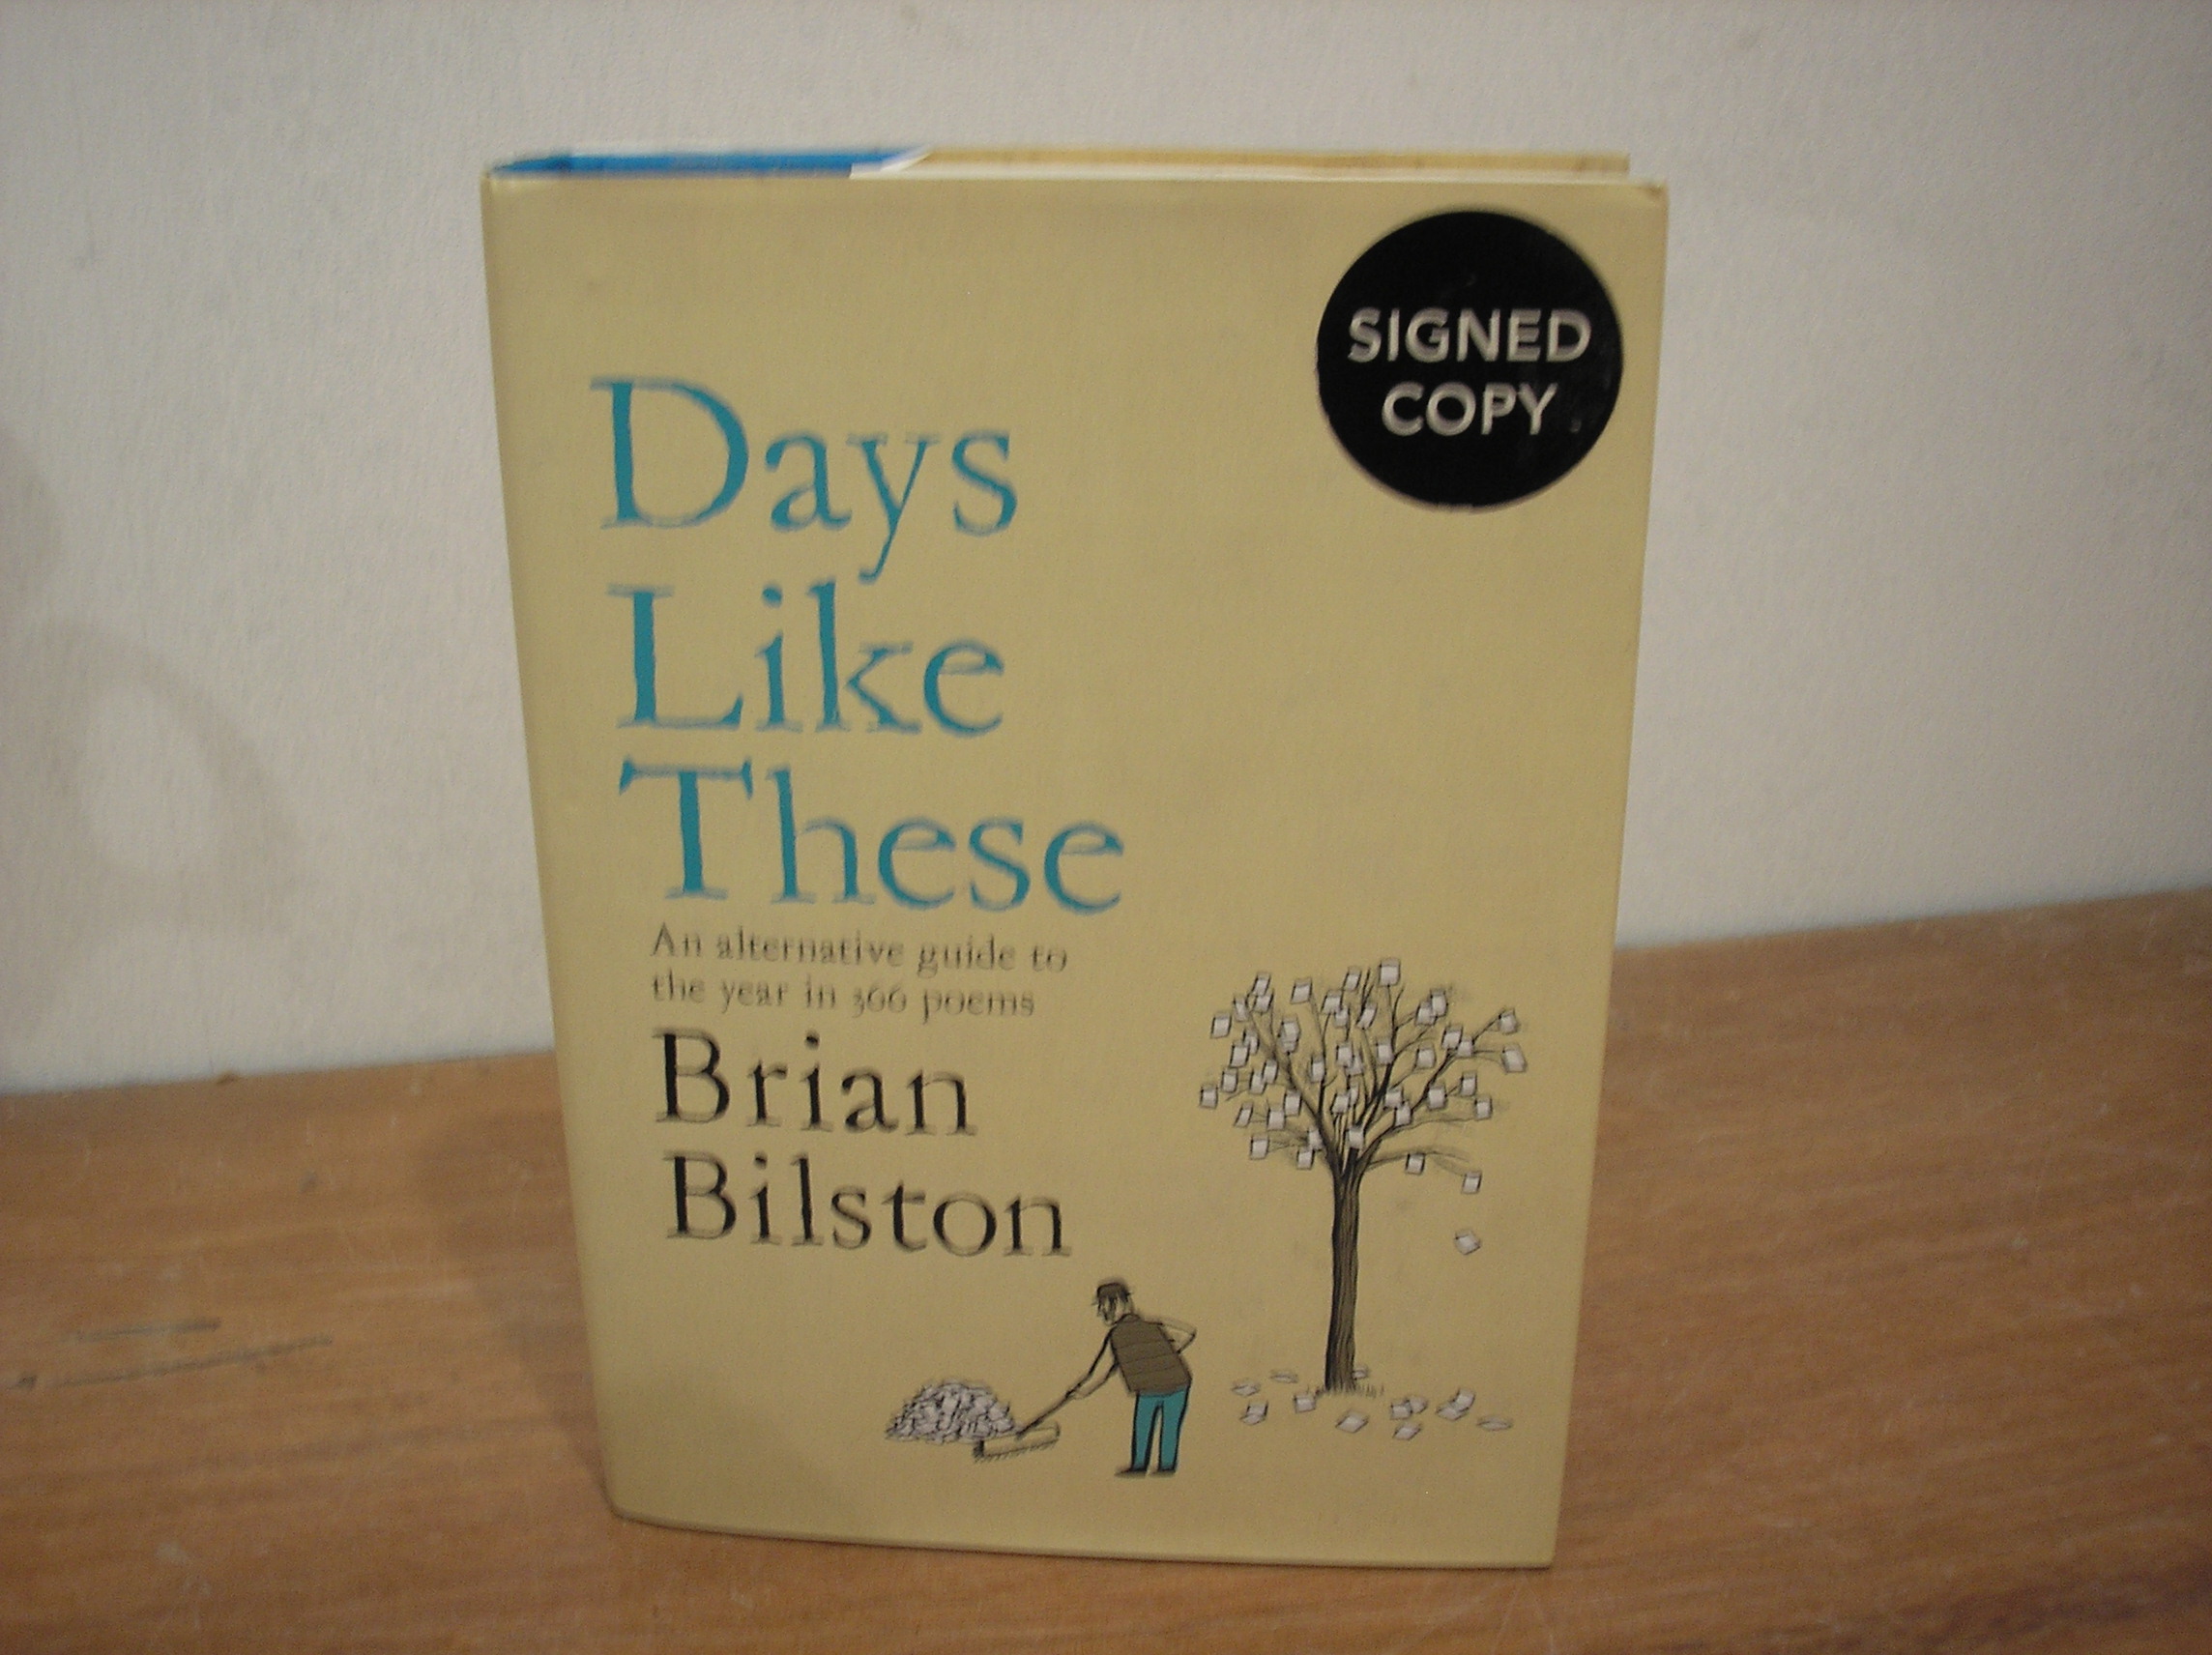 SIGNED
COPY
Days
Like
These
An alternative guide to
the year in 366 poems
Brian
Bilston